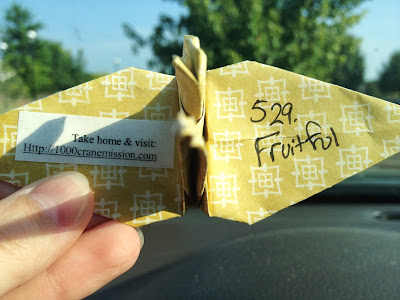 Take home & visit:
Http://1000cranemission.com
529.
Fruitful